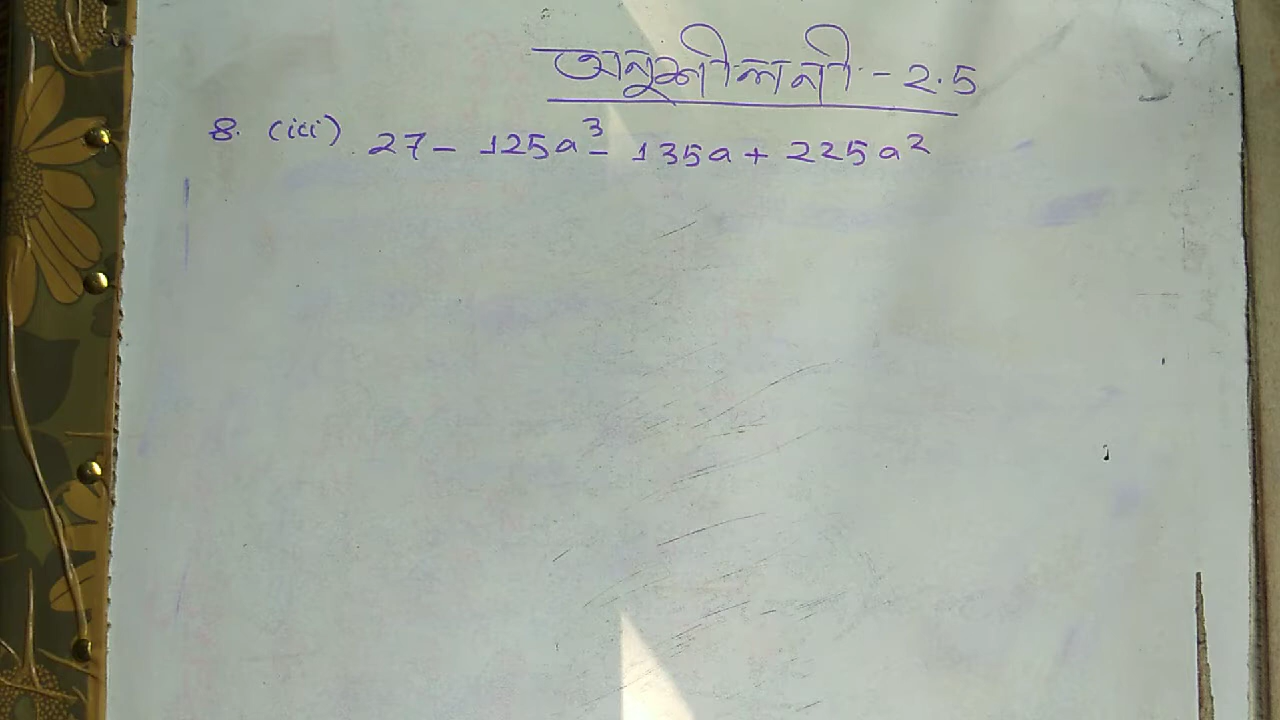 অনুশীলনী - 2.5
8. (iii) 27 - 125a³ - 135a + 225a²